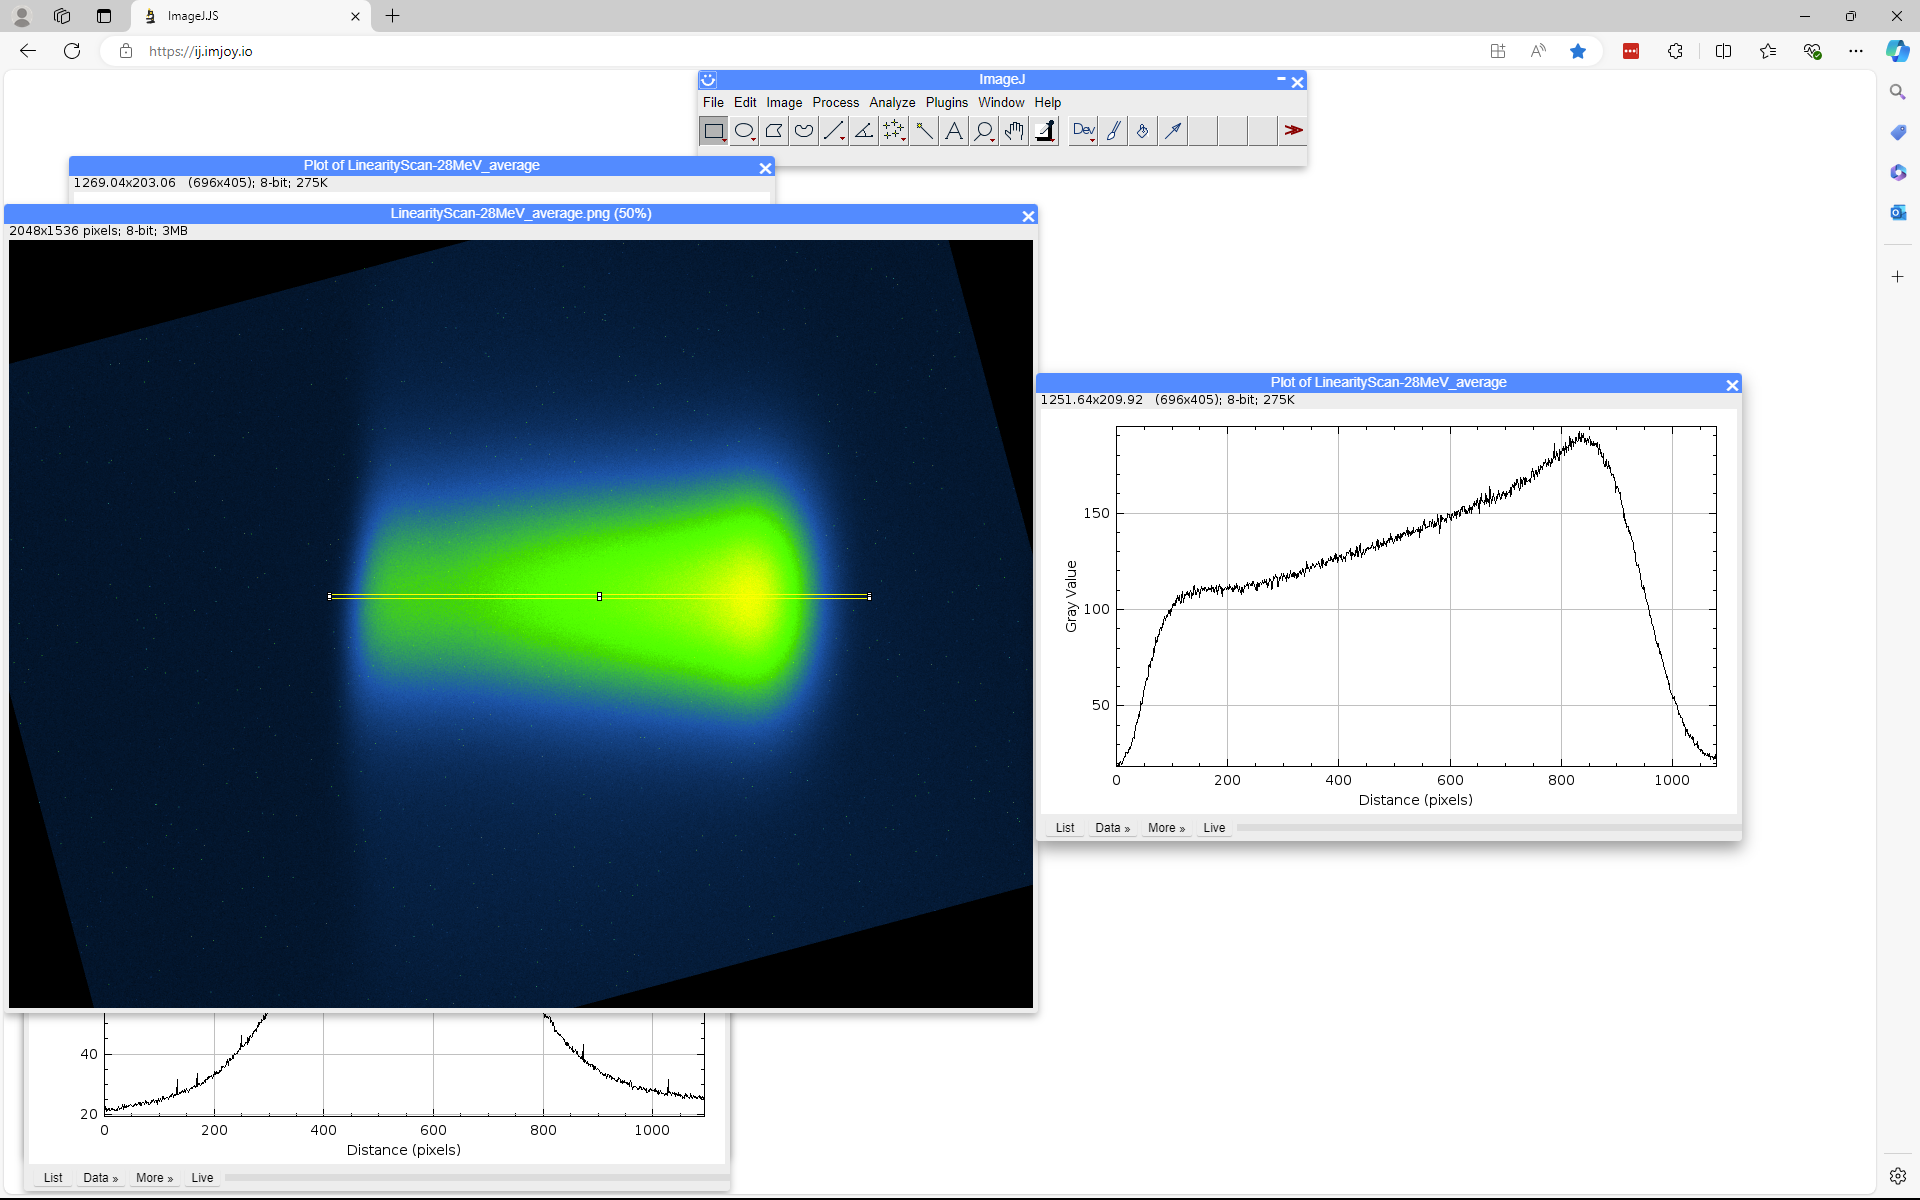 ImageJ.JS
https://ij.imjoy.io
ImageJ
File Edit Image Process Analyze Plugins Window Help
Dev
Plot of LinearityScan-28MeV_average
1269.04x203.06 (696x405); 8-bit; 275K
LinearityScan-28MeV_average.png (50%)
2048x1536 pixels; 8-bit; 3MB
Plot of LinearityScan-28MeV_average
1251.64x209.92 (696x405); 8-bit; 275K
150
100
50
Gray Value
0 200 400 600 800 1000
Distance (pixels)
List Data » More » Live
40
20
0 200 400 600 800 1000
Distance (pixels)
List Data » More » Live